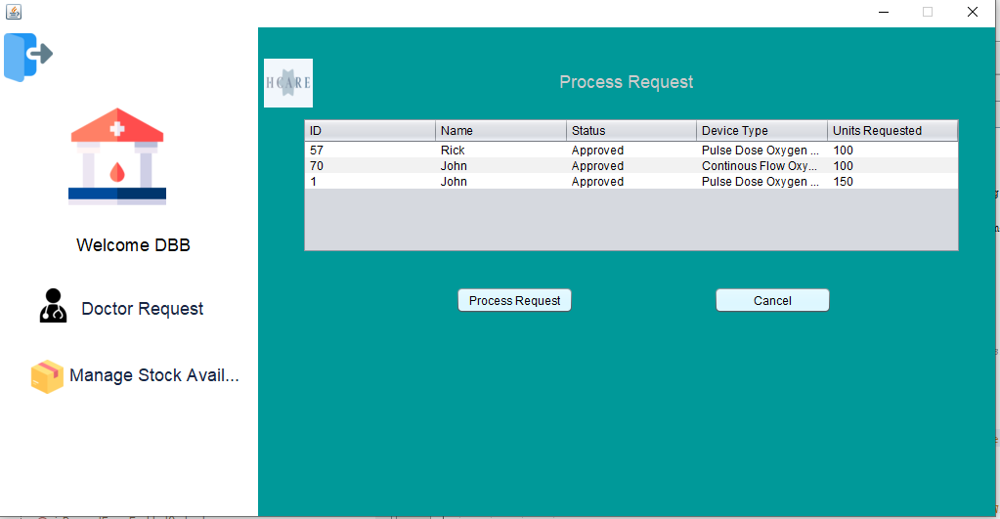 HCARE
Process Request
ID Name Status Device Type Units Requested
57 Rick Approved Pulse Dose Oxygen ... 100
70 John Approved Continous Flow Oxy... 100
1 John Approved Pulse Dose Oxygen ... 150
Welcome DBB
Process Request Cancel
Doctor Request
Manage Stock Avail...